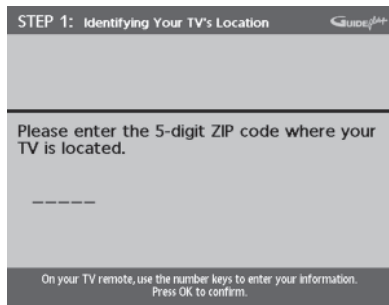 STEP 1: Identifying Your TV's Location
GUIDE Plus+
Please enter the 5-digit ZIP code where your
TV is located.
_____
On your TV remote, use the number keys to enter your information.
Press OK to confirm.